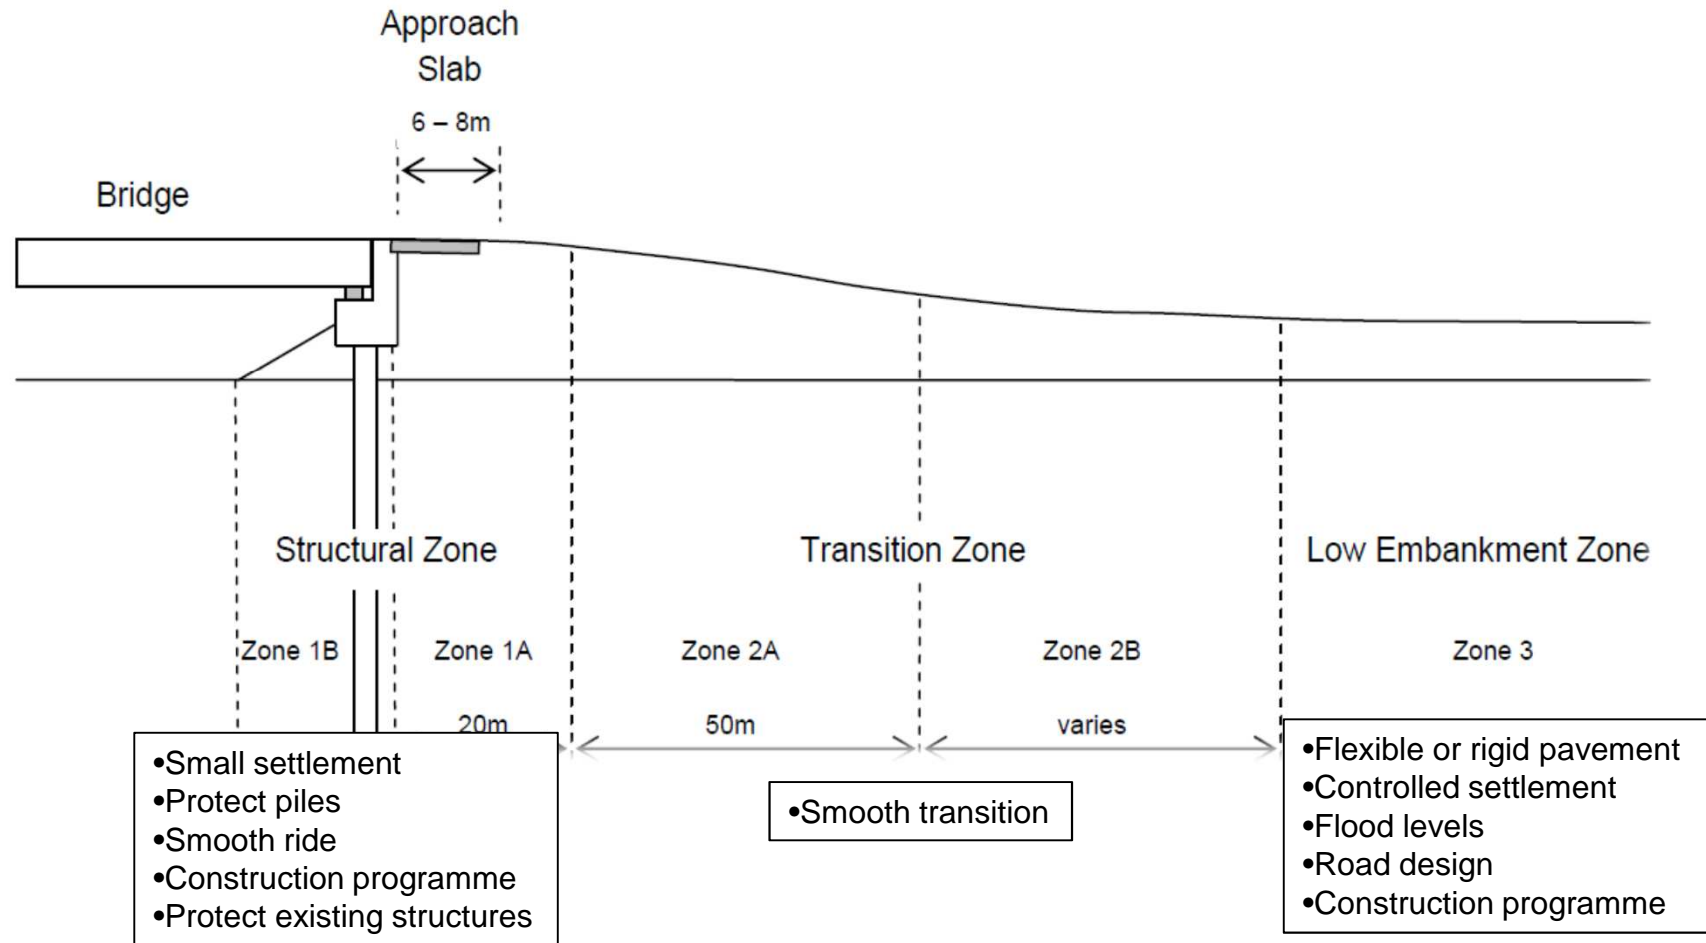 Approach
Slab
6 – 8m
Bridge
Structural Zone
Transition Zone
Low Embankment Zone
Zone 1B
Zone 1A
Zone 2A
Zone 2B
Zone 3
20m
50m
varies
•Small settlement
•Protect piles
•Smooth ride
•Construction programme
•Protect existing structures
•Smooth transition
•Flexible or rigid pavement
•Controlled settlement
•Flood levels
•Road design
•Construction programme